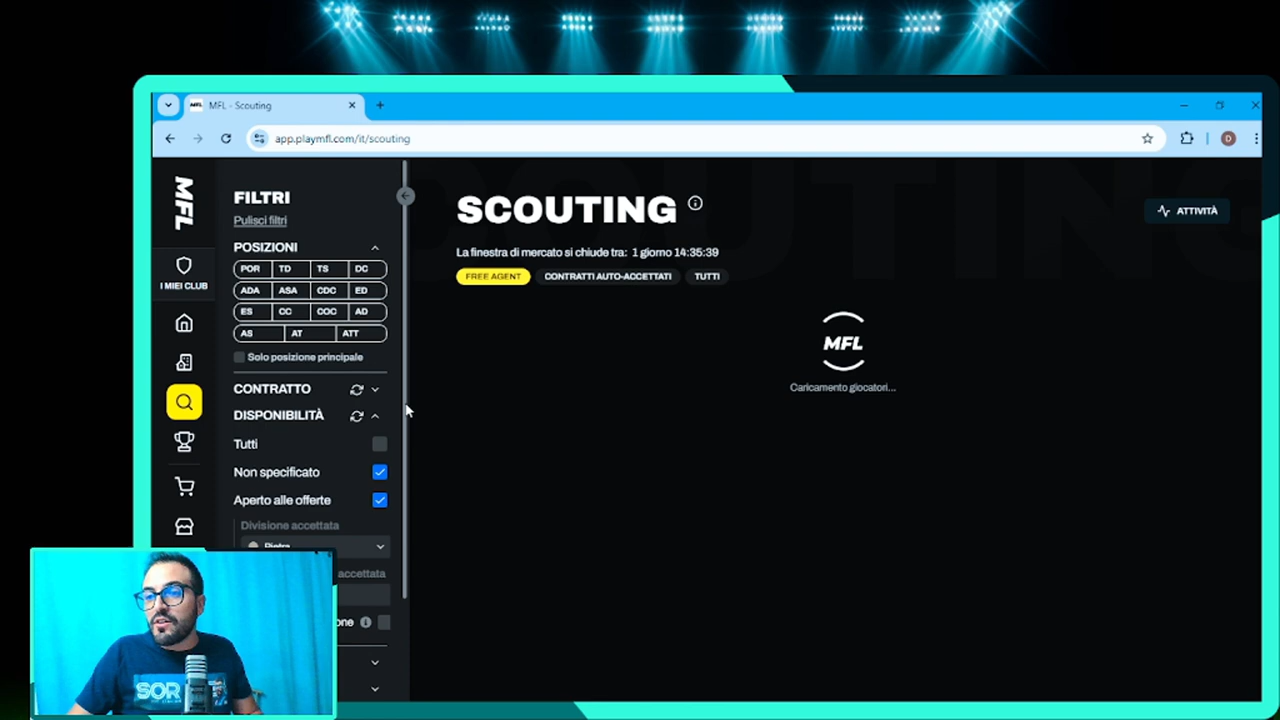 MFL - Scouting
app.playmfl.com/it/scouting
MFL
I MIEI CLUB
FILTRI
Pulisci filtri
POSIZIONI
POR TD TS DC
ADA ASA CDC ED
ES CC COC AD
AS AT ATT
Solo posizione principale
CONTRATTO
DISPONIBILITÀ
Tutti
Non specificato
Aperto alle offerte
Divisione accettata
Pietra
accettata
one
SCOUTING
ATTIVITÀ
La finestra di mercato si chiude tra: 1 giorno 14:35:39
FREE AGENT CONTRATTI AUTO-ACCETTATI TUTTI
MFL
Caricamento giocatori...
D
SOR